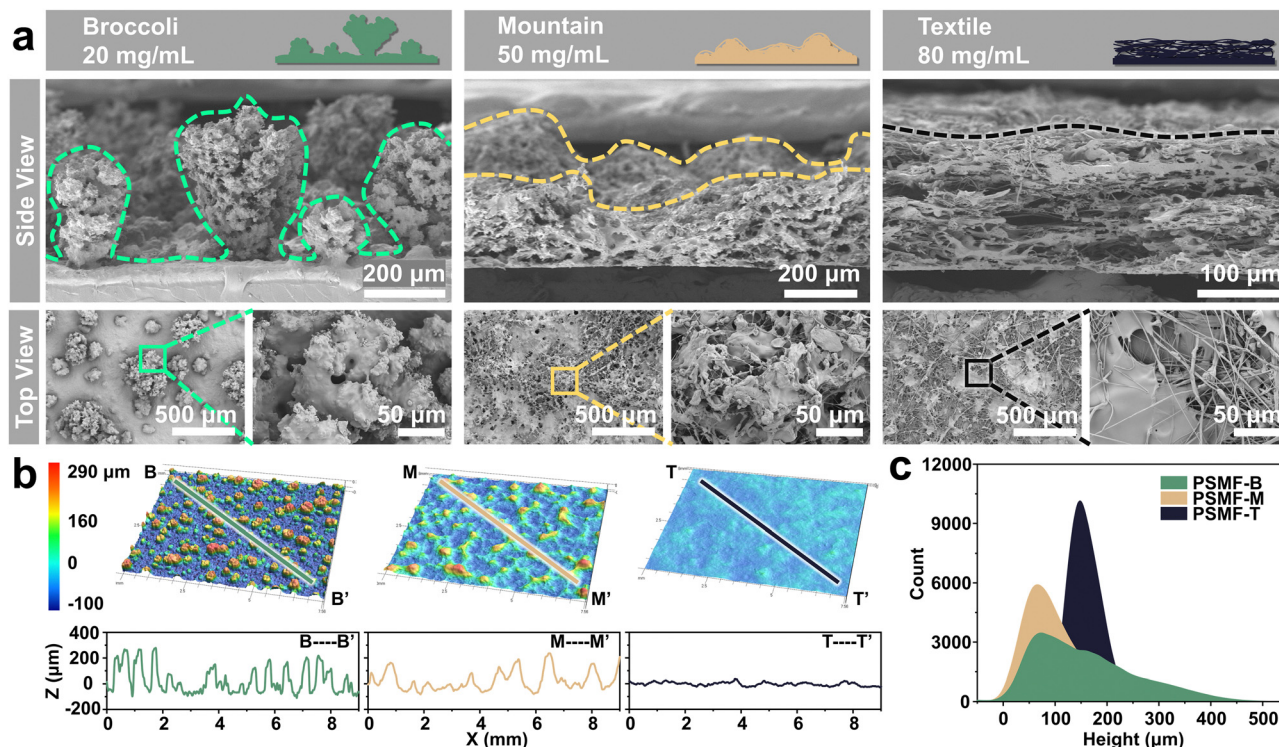 a
Broccoli
20 mg/mL
Mountain
50 mg/mL
Textile
80 mg/mL
Side View
200 µm
200 µm
100 µm
Top View
500 µm
50 µm
500 µm
50 µm
500 µm
50 µm
b
290 µm
160
0
-100
B
B'
M
M'
T
T'
B----B'
M----M'
T----T'
Z (µm)
400
200
0
-200
0 2 4 6 8
0 2 4 6 8
0 2 4 6 8
X (mm)
c
PSMF-B
PSMF-M
PSMF-T
Count
12000
9000
6000
3000
0
0 100 200 300 400 500
Height (µm)